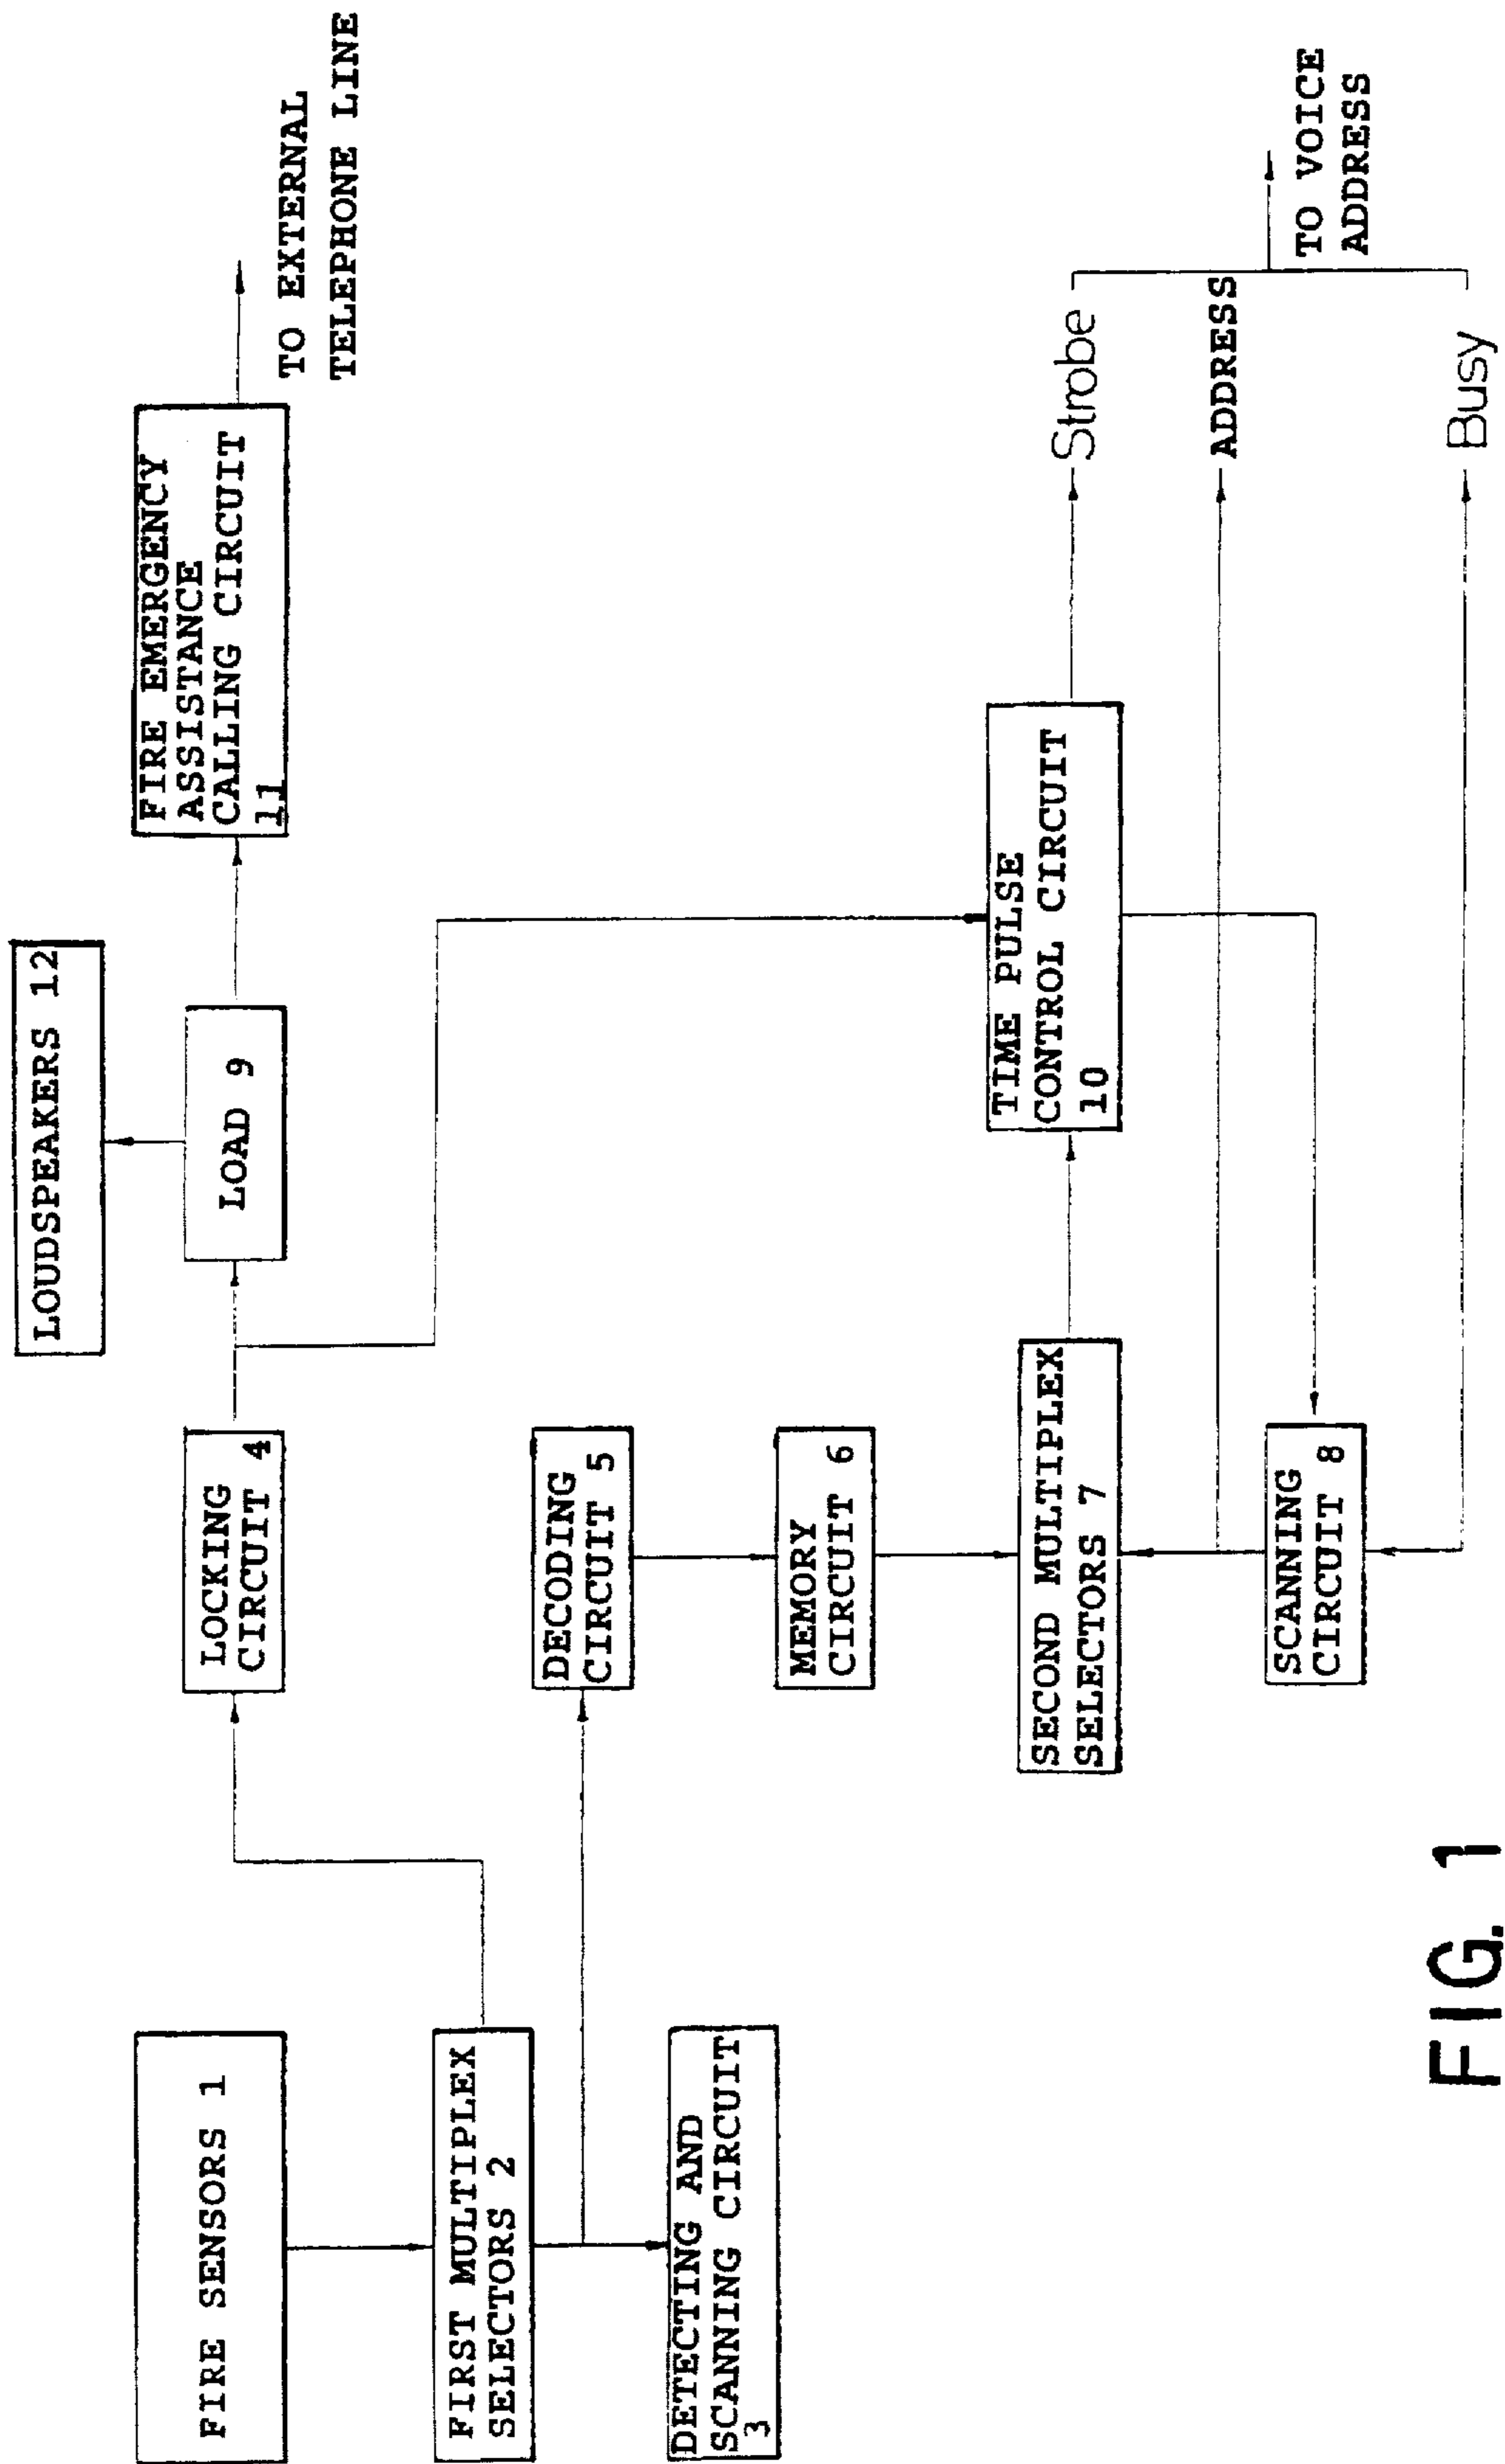 FIRE SENSORS 1
FIRST MULTIPLEX
SELECTORS 2
DETECTING AND
SCANNING CIRCUIT
3
LOCKING
CIRCUIT 4
DECODING
CIRCUIT 5
MEMORY
CIRCUIT 6
SECOND MULTIPLEX
SELECTORS 7
SCANNING
CIRCUIT 8
LOUDSPEAKERS 12
LOAD 9
TIME PULSE
CONTROL CIRCUIT
10
FIRE EMERGENCY
ASSISTANCE
CALLING CIRCUIT
11
TO EXTERNAL
TELEPHONE LINE
Strobe
ADDRESS
Busy
TO VOICE
ADDRESS
FIG. 1